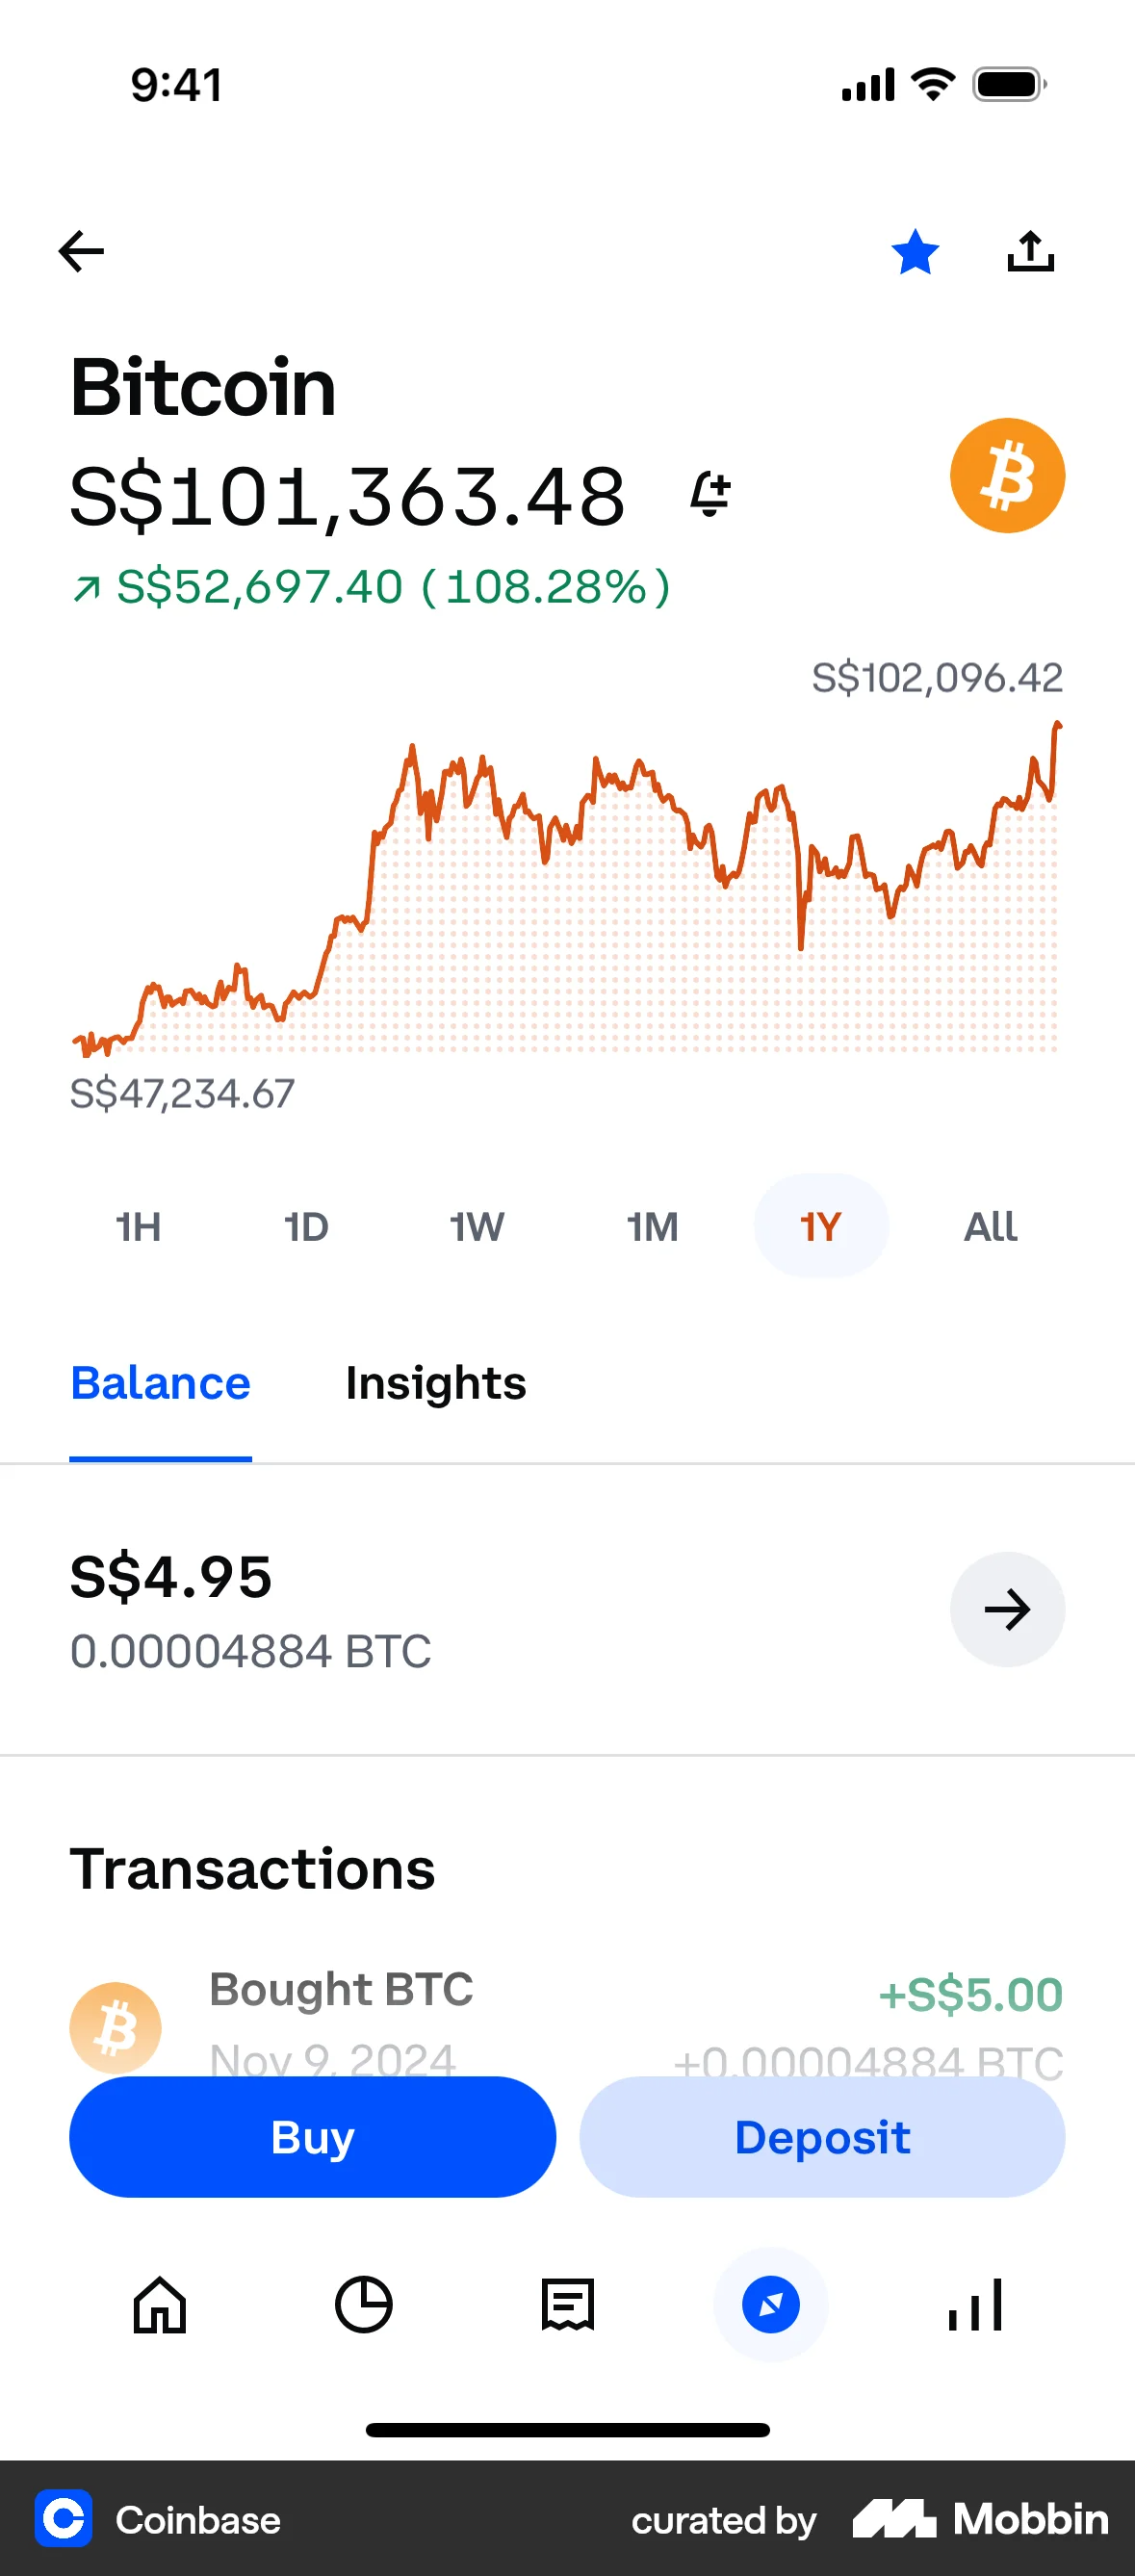 9:41
Bitcoin
S$101,363.48
↗ S$52,697.40 (108.28%)
S$102,096.42
S$47,234.67
1H 1D 1W 1M 1Y All
Balance Insights
S$4.95
0.00004884 BTC
Transactions
Bought BTC +S$5.00
Nov 9, 2024 +0.00004884 BTC
Buy Deposit
Coinbase curated by Mobbin